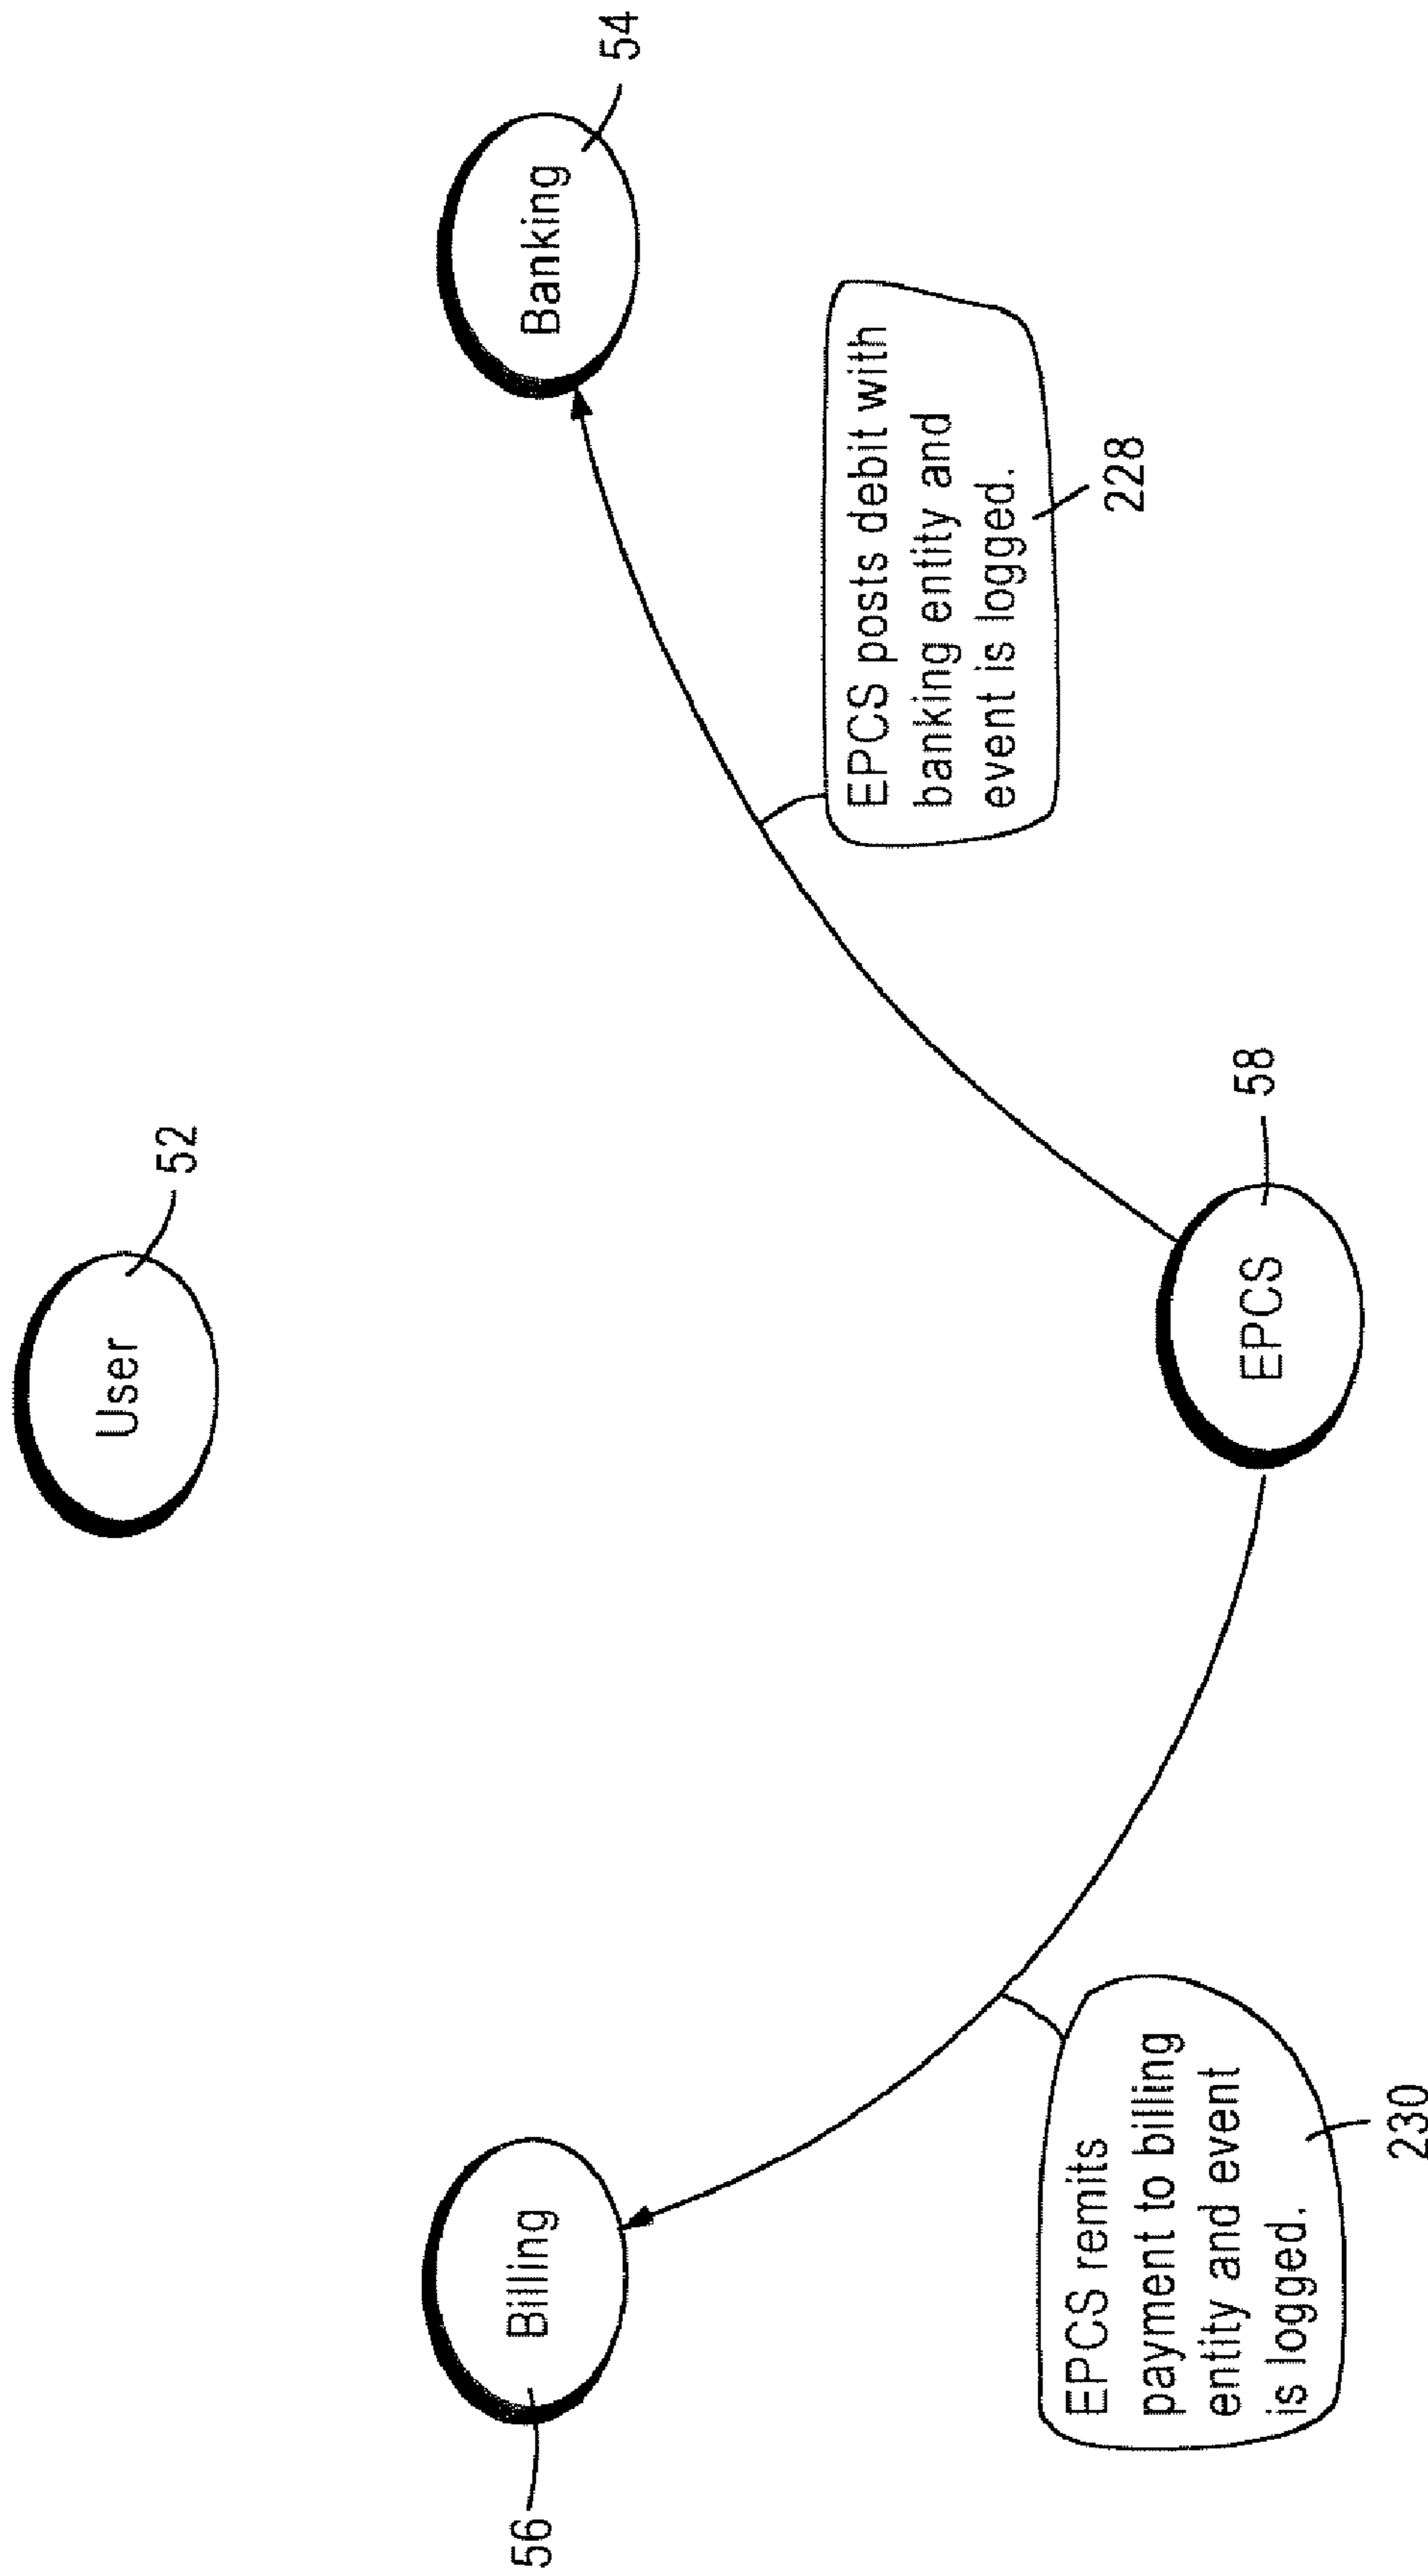 User
52
Billing
56
Banking
54
EPCS posts debit with
banking entity and
event is logged.
228
EPCS
58
EPCS remits
payment to billing
entity and event
is logged.
230